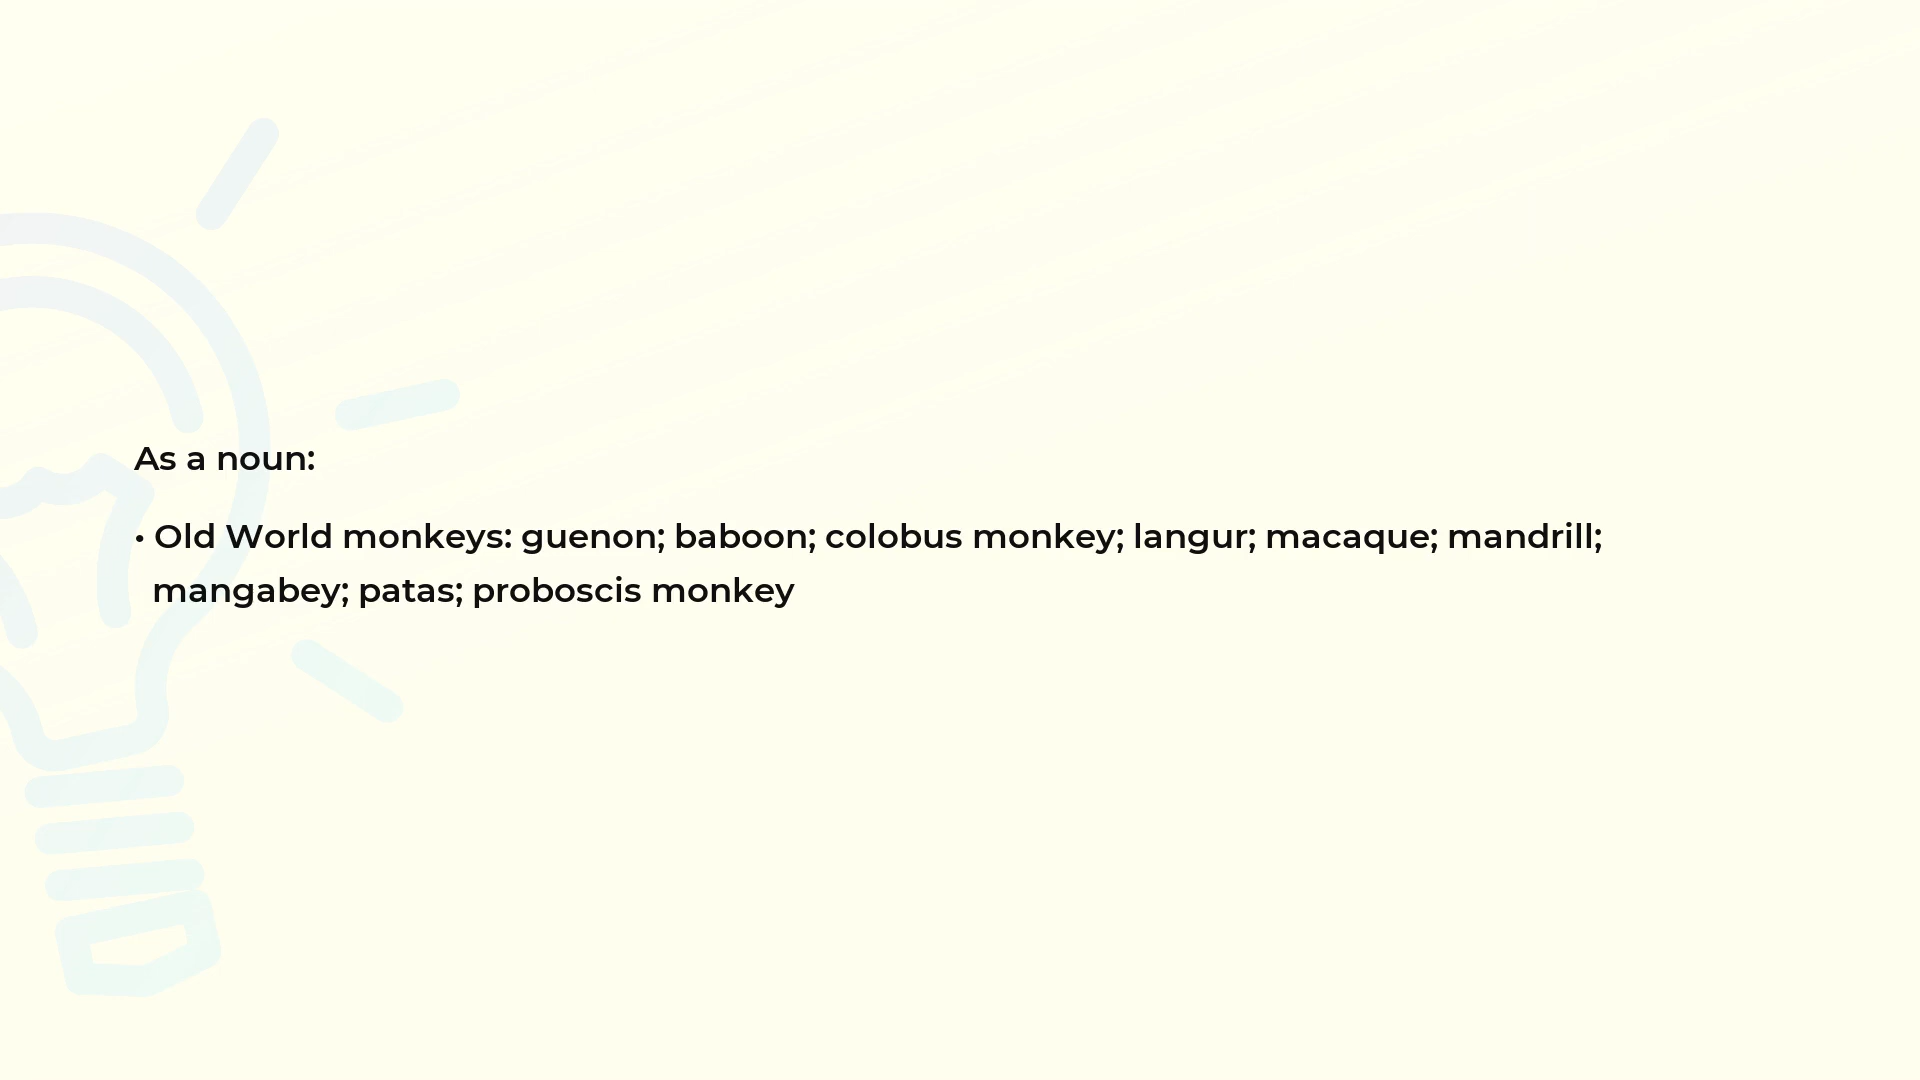 As a noun:
• Old World monkeys: guenon; baboon; colobus monkey; langur; macaque; mandrill;
mangabey; patas; proboscis monkey